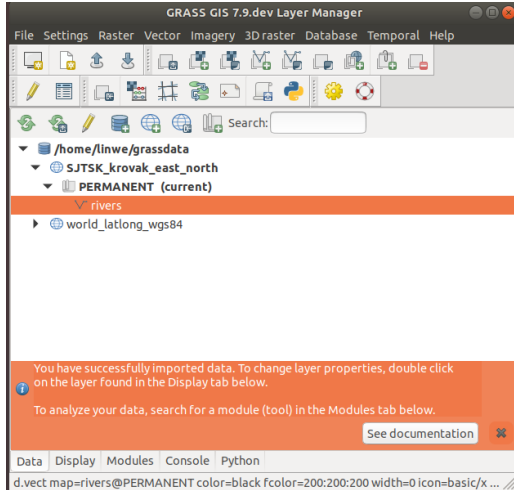 GRASS GIS 7.9.dev Layer Manager
File Settings Raster Vector Imagery 3D raster Database Temporal Help
Search:
/home/linwe/grassdata
SJTSK_krovak_east_north
PERMANENT (current)
rivers
world_latlong_wgs84
You have successfully imported data. To change layer properties, double click
on the layer found in the Display tab below.
To analyze your data, search for a module (tool) in the Modules tab below.
See documentation
Data Display Modules Console Python
d.vect map=rivers@PERMANENT color=black fcolor=200:200:200 width=0 icon=basic/x ...